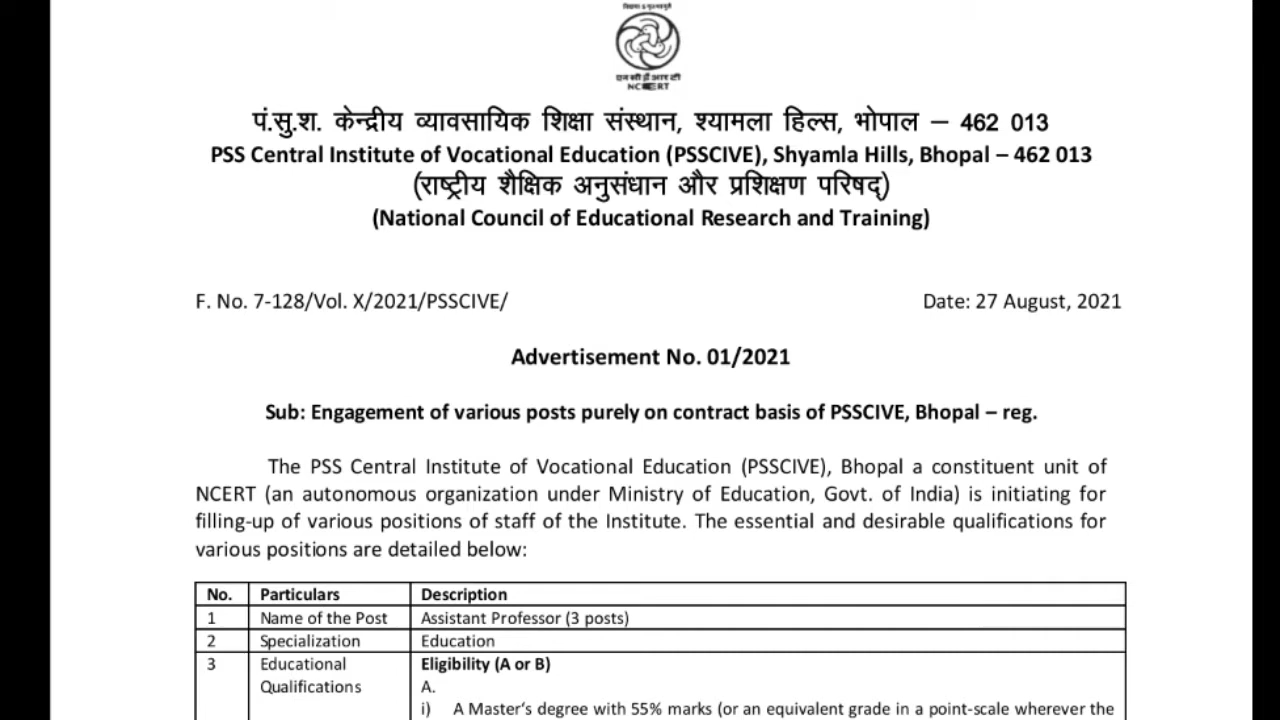 एन सी ई आर टी
NCERT
पं.सु.श. केन्द्रीय व्यावसायिक शिक्षा संस्थान, श्यामला हिल्स, भोपाल – 462 013
PSS Central Institute of Vocational Education (PSSCIVE), Shyamla Hills, Bhopal – 462 013
(राष्ट्रीय शैक्षिक अनुसंधान और प्रशिक्षण परिषद्)
(National Council of Educational Research and Training)
F. No. 7-128/Vol. X/2021/PSSCIVE/ Date: 27 August, 2021
Advertisement No. 01/2021
Sub: Engagement of various posts purely on contract basis of PSSCIVE, Bhopal – reg.
The PSS Central Institute of Vocational Education (PSSCIVE), Bhopal a constituent unit of
NCERT (an autonomous organization under Ministry of Education, Govt. of India) is initiating for
filling-up of various positions of staff of the Institute. The essential and desirable qualifications for
various positions are detailed below:
No. Particulars Description
1 Name of the Post Assistant Professor (3 posts)
2 Specialization Education
3 Educational Eligibility (A or B)
Qualifications A.
i) A Master's degree with 55% marks (or an equivalent grade in a point-scale wherever the